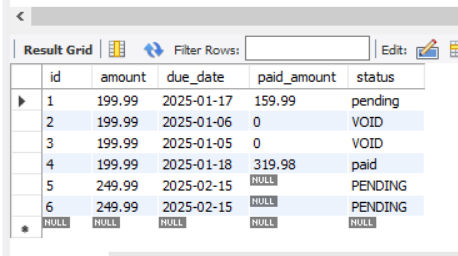 Result Grid Filter Rows: Edit:
id amount due_date paid_amount status
1 199.99 2025-01-17 159.99 pending
2 199.99 2025-01-06 0 VOID
3 199.99 2025-01-05 0 VOID
4 199.99 2025-01-18 319.98 paid
5 249.99 2025-02-15 NULL PENDING
6 249.99 2025-02-15 NULL PENDING
NULL NULL NULL NULL NULL